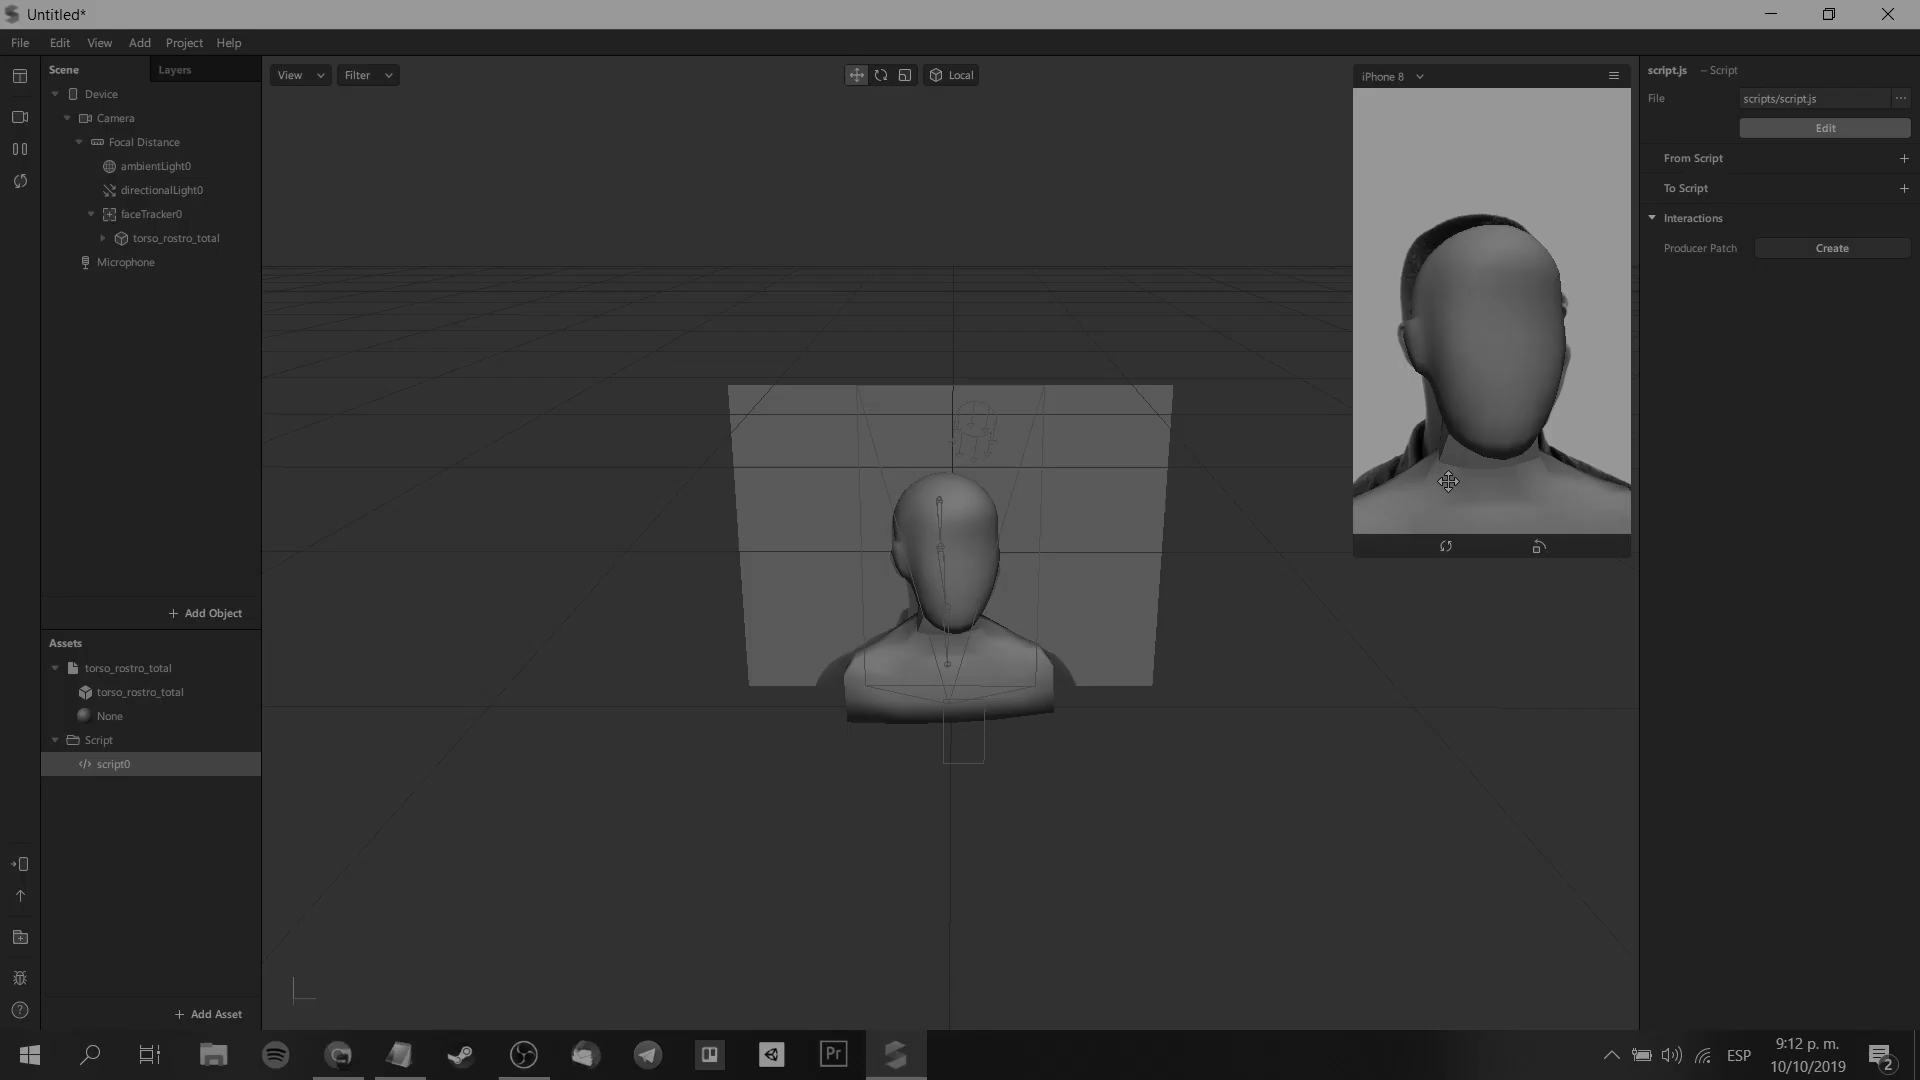 Untitled*
File Edit View Add Project Help
Scene Layers
Device
Camera
Focal Distance
ambientLight0
directionalLight0
faceTracker0
torso_rostro_total
Microphone
+ Add Object
Assets
torso_rostro_total
torso_rostro_total
None
Script
script0
+ Add Asset
View Filter
Local
iPhone 8
script.js – Script
File scripts/script.js ...
Edit
From Script +
To Script +
Interactions
Producer Patch Create
Pr
ESP
9:12 p. m.
10/10/2019
2